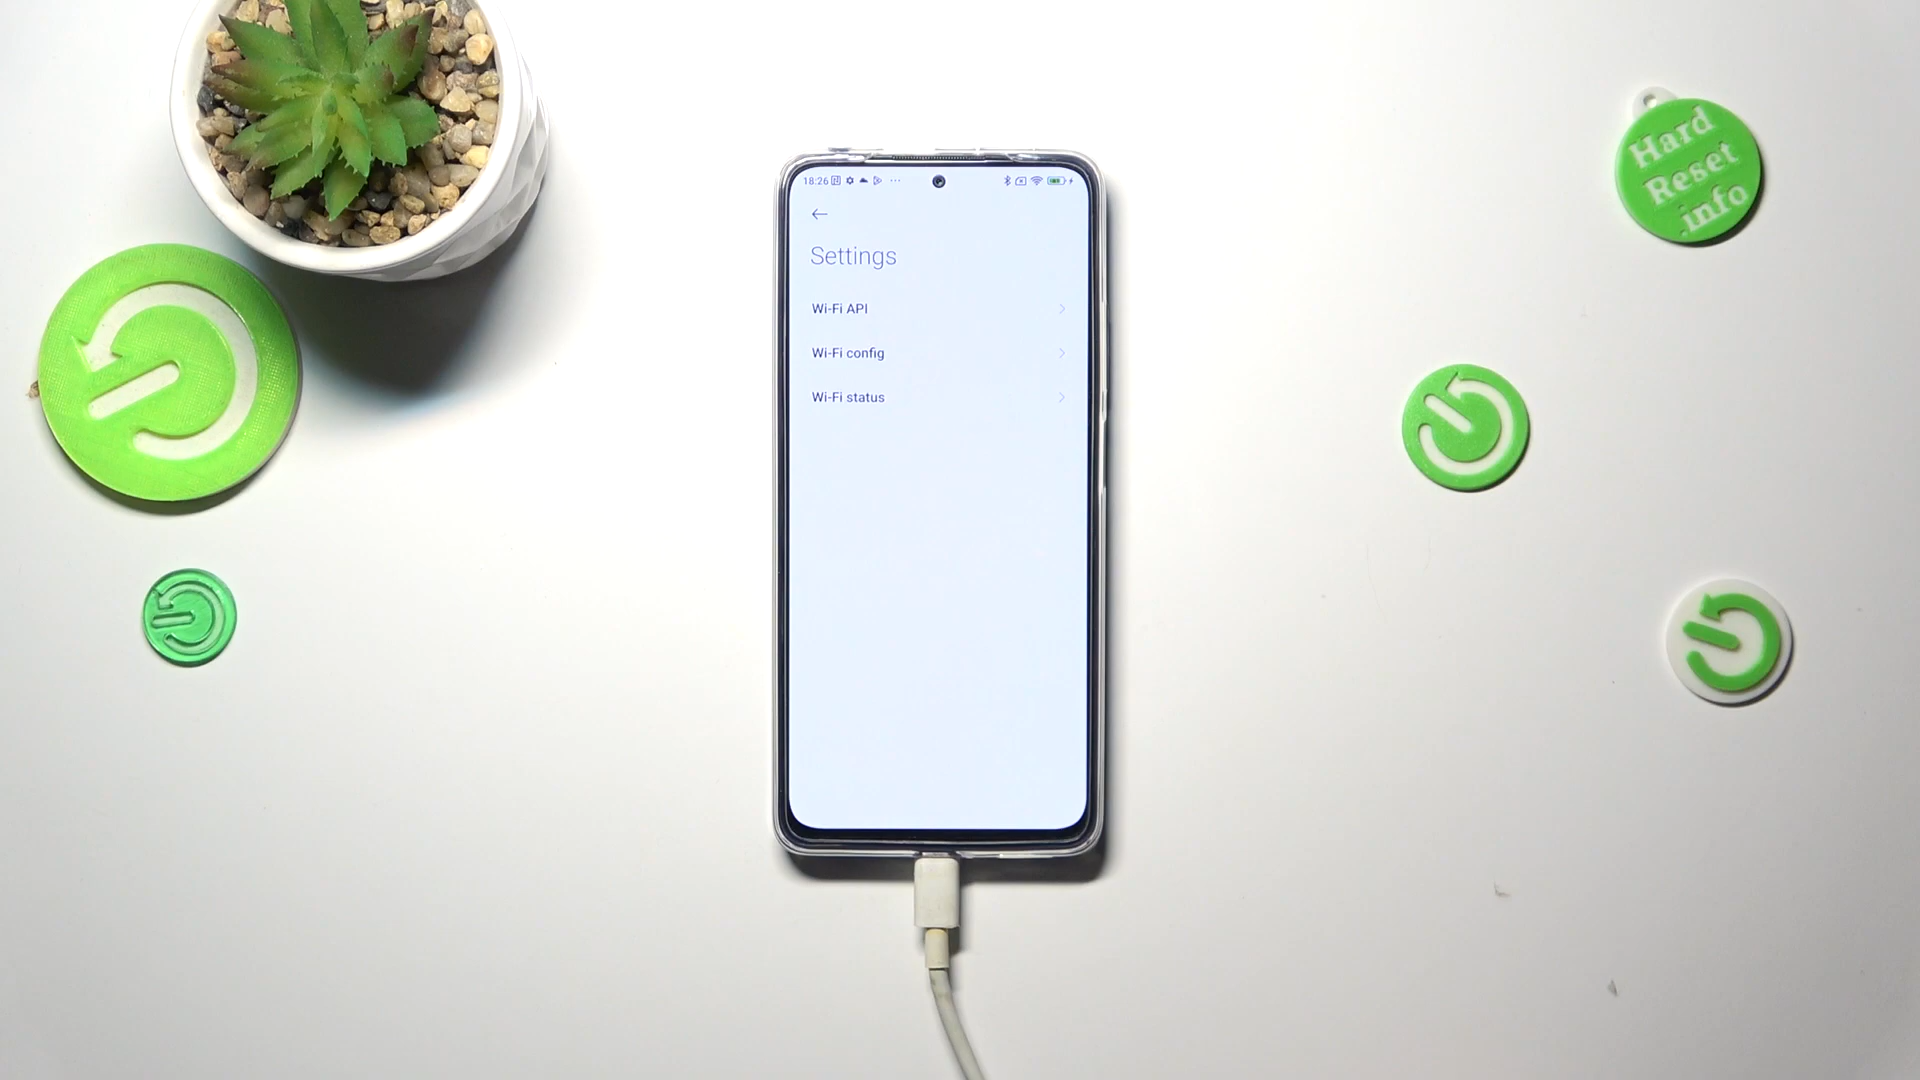 18:26
Settings
Wi-Fi API
Wi-Fi config
Wi-Fi status
Hard
Reset
.info